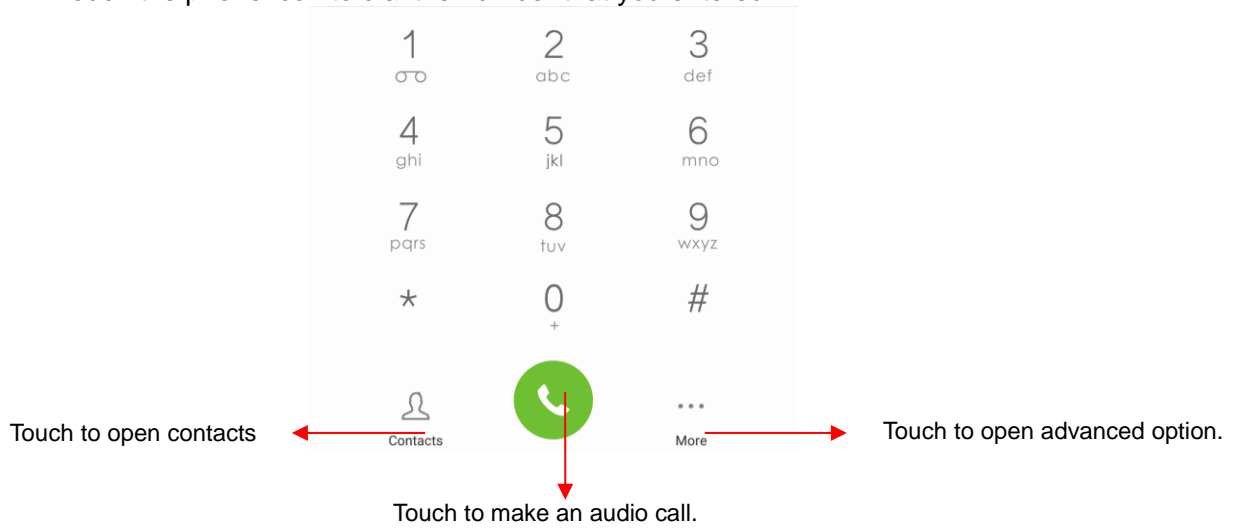 1 2 3
abc def
4 5 6
ghi jkl mno
7 8 9
pqrs tuv wxyz
* 0 #
+
Touch to open contacts Contacts More Touch to open advanced option.
Touch to make an audio call.